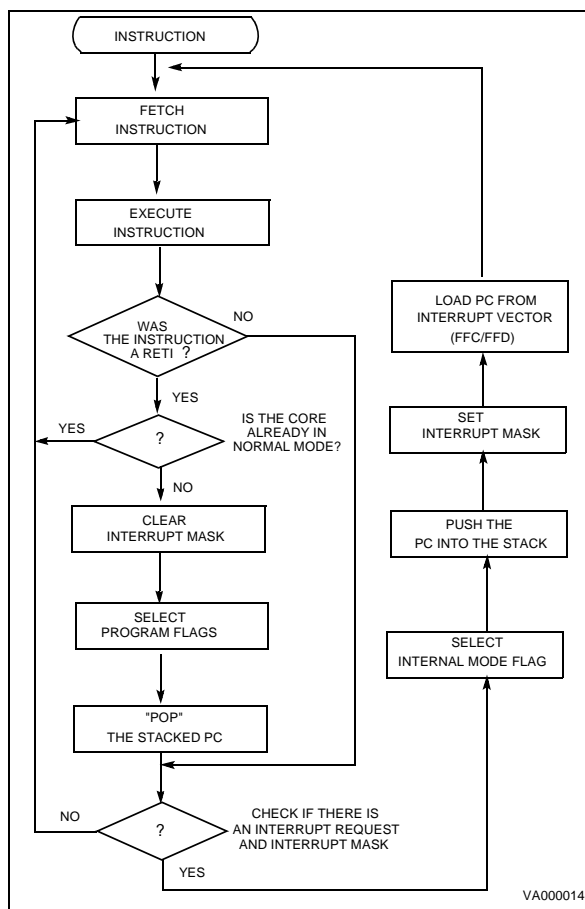 INSTRUCTION
FETCH
INSTRUCTION
EXECUTE
INSTRUCTION
WAS
THE INSTRUCTION
A RETI ?
NO
YES
?
IS THE CORE
ALREADY IN
NORMAL MODE?
YES
NO
CLEAR
INTERRUPT MASK
SELECT
PROGRAM FLAGS
"POP"
THE STACKED PC
?
CHECK IF THERE IS
AN INTERRUPT REQUEST
AND INTERRUPT MASK
NO
YES
LOAD PC FROM
INTERRUPT VECTOR
(FFC/FFD)
SET
INTERRUPT MASK
PUSH THE
PC INTO THE STACK
SELECT
INTERNAL MODE FLAG
VA000014